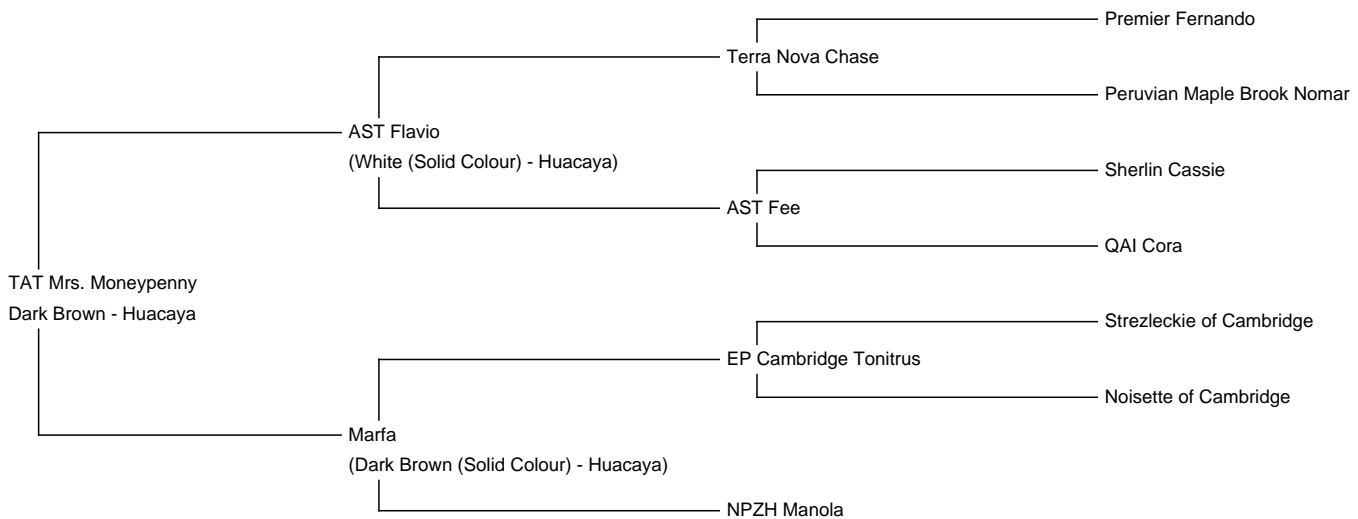 Premier Fernando
Terra Nova Chase
Peruvian Maple Brook Nomar
AST Flavio
(White (Solid Colour) - Huacaya)
Sherlin Cassie
AST Fee
QAI Cora
TAT Mrs. Moneypenny
Dark Brown - Huacaya
Strezleckie of Cambridge
EP Cambridge Tonitrus
Noisette of Cambridge
Marfa
(Dark Brown (Solid Colour) - Huacaya)
NPZH Manola